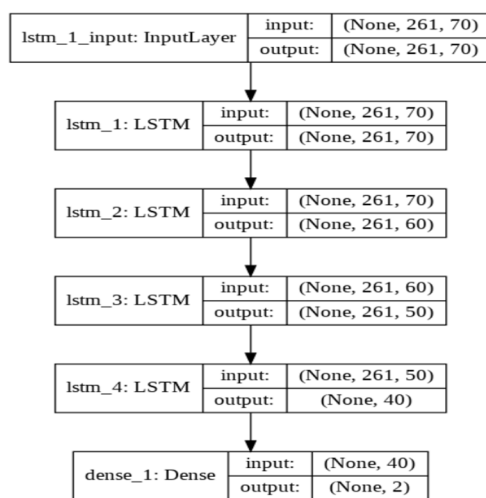 lstm_1_input: InputLayer input: (None, 261, 70)
output: (None, 261, 70)
lstm_1: LSTM input: (None, 261, 70)
output: (None, 261, 70)
lstm_2: LSTM input: (None, 261, 70)
output: (None, 261, 60)
lstm_3: LSTM input: (None, 261, 60)
output: (None, 261, 50)
lstm_4: LSTM input: (None, 261, 50)
output: (None, 40)
dense_1: Dense input: (None, 40)
output: (None, 2)